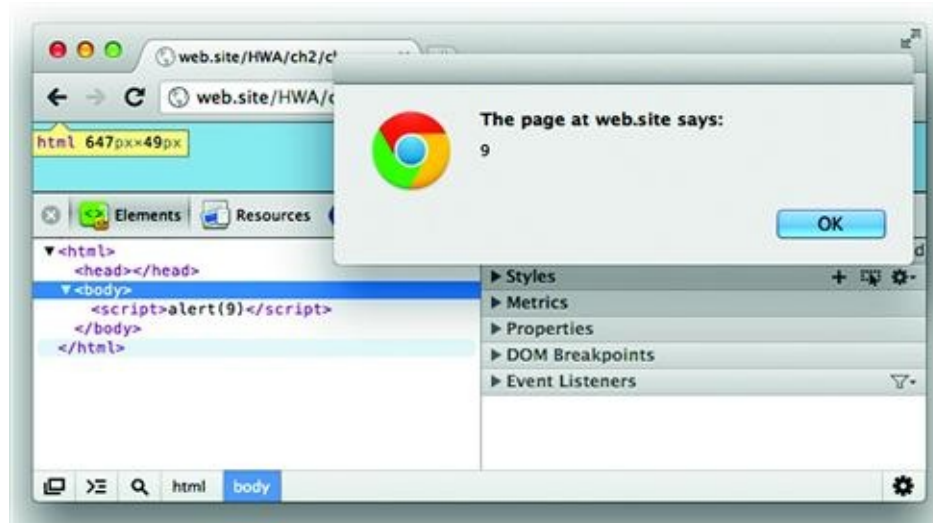 web.site/HWA/ch2/c
web.site/HWA/c
The page at web.site says:
9
OK
html 647px×49px
Elements
Resources
▼<html>
<head></head>
▼<body>
<script>alert(9)</script>
</body>
</html>
▶ Styles
▶ Metrics
▶ Properties
▶ DOM Breakpoints
▶ Event Listeners
html
body